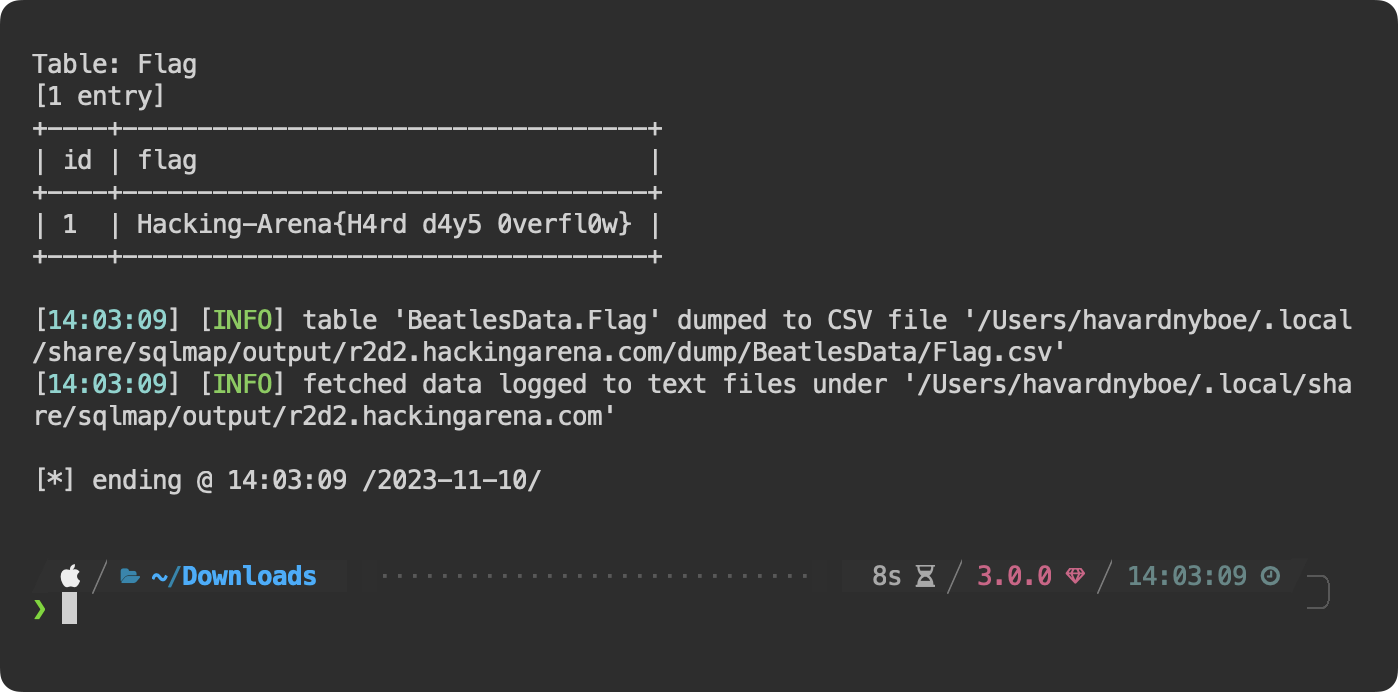 Table: Flag
[1 entry]
+----+-----------------------------------+
| id | flag                              |
+----+-----------------------------------+
| 1  | Hacking-Arena{H4rd d4y5 0verfl0w} |
+----+-----------------------------------+
[14:03:09] [INFO] table 'BeatlesData.Flag' dumped to CSV file '/Users/havardnyboe/.local
/share/sqlmap/output/r2d2.hackingarena.com/dump/BeatlesData/Flag.csv'
[14:03:09] [INFO] fetched data logged to text files under '/Users/havardnyboe/.local/sha
re/sqlmap/output/r2d2.hackingarena.com'
[*] ending @ 14:03:09 /2023-11-10/
~/Downloads 8s 3.0.0 14:03:09
❯